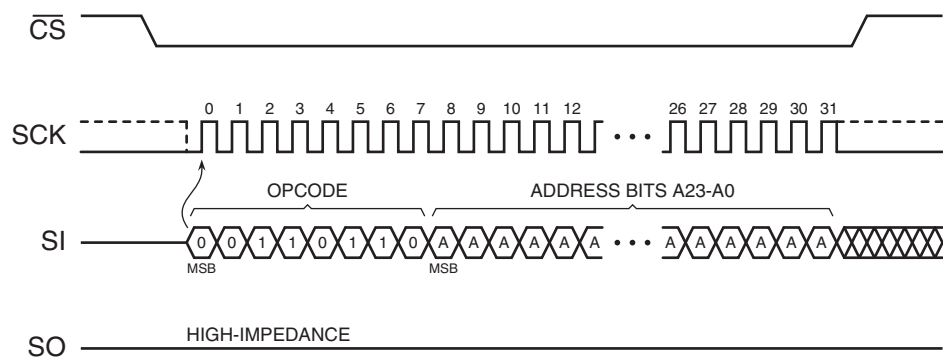 CS
0 1 2 3 4 5 6 7 8 9 10 11 12 26 27 28 29 30 31
SCK • • •
OPCODE ADDRESS BITS A23-A0
SI 0 0 1 1 0 1 1 0 A A A A A A • • • A A A A A A
MSB MSB
HIGH-IMPEDANCE
SO